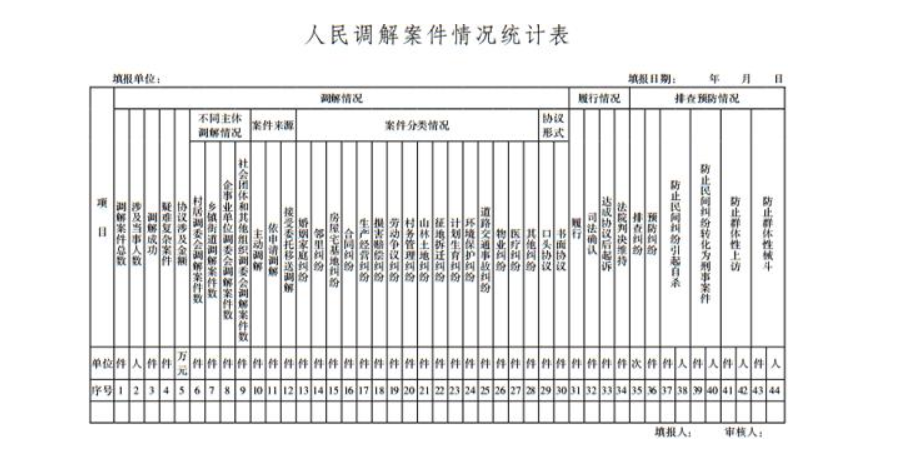 人民调解案件情况统计表
填报单位： 填报日期： 年 月 日
项目 调解情况 履行情况 排查预防情况
不同主体调解情况 案件来源 案件分类情况 协议形式
调解案件总数
涉及当事人数
调解成功
疑难复杂案件
协议涉及金额
村居调委会调解案件数
乡镇街道调解案件数
企事业单位调委会调解案件数
社会团体和其他组织调委会调解案件数
主动调解
依申请调解
接受委托移送调解
婚姻家庭纠纷
邻里纠纷
房屋宅基地纠纷
合同纠纷
生产经营纠纷
损害赔偿纠纷
劳动争议纠纷
村务管理纠纷
山林土地纠纷
征地拆迁纠纷
计划生育纠纷
环境保护纠纷
道路交通事故纠纷
物业纠纷
医疗纠纷
其他纠纷
口头协议
书面协议
履行
司法确认
达成协议后起诉
法院判决维持
排查纠纷
预防纠纷
防止民间纠纷引起自杀
防止民间纠纷转化为刑事案件
防止群体性上访
防止群体性械斗
单位 件 人 件 件 万元 件 件 件 件 件 件 件 件 件 件 件 件 件 件 件 件 件 件 件 件 件 件 件 件 件 件 件 件 件 次 件 件 人 件 人 件 人 件 人
序号 1 2 3 4 5 6 7 8 9 10 11 12 13 14 15 16 17 18 19 20 21 22 23 24 25 26 27 28 29 30 31 32 33 34 35 36 37 38 39 40 41 42 43 44
填报人： 审核人：